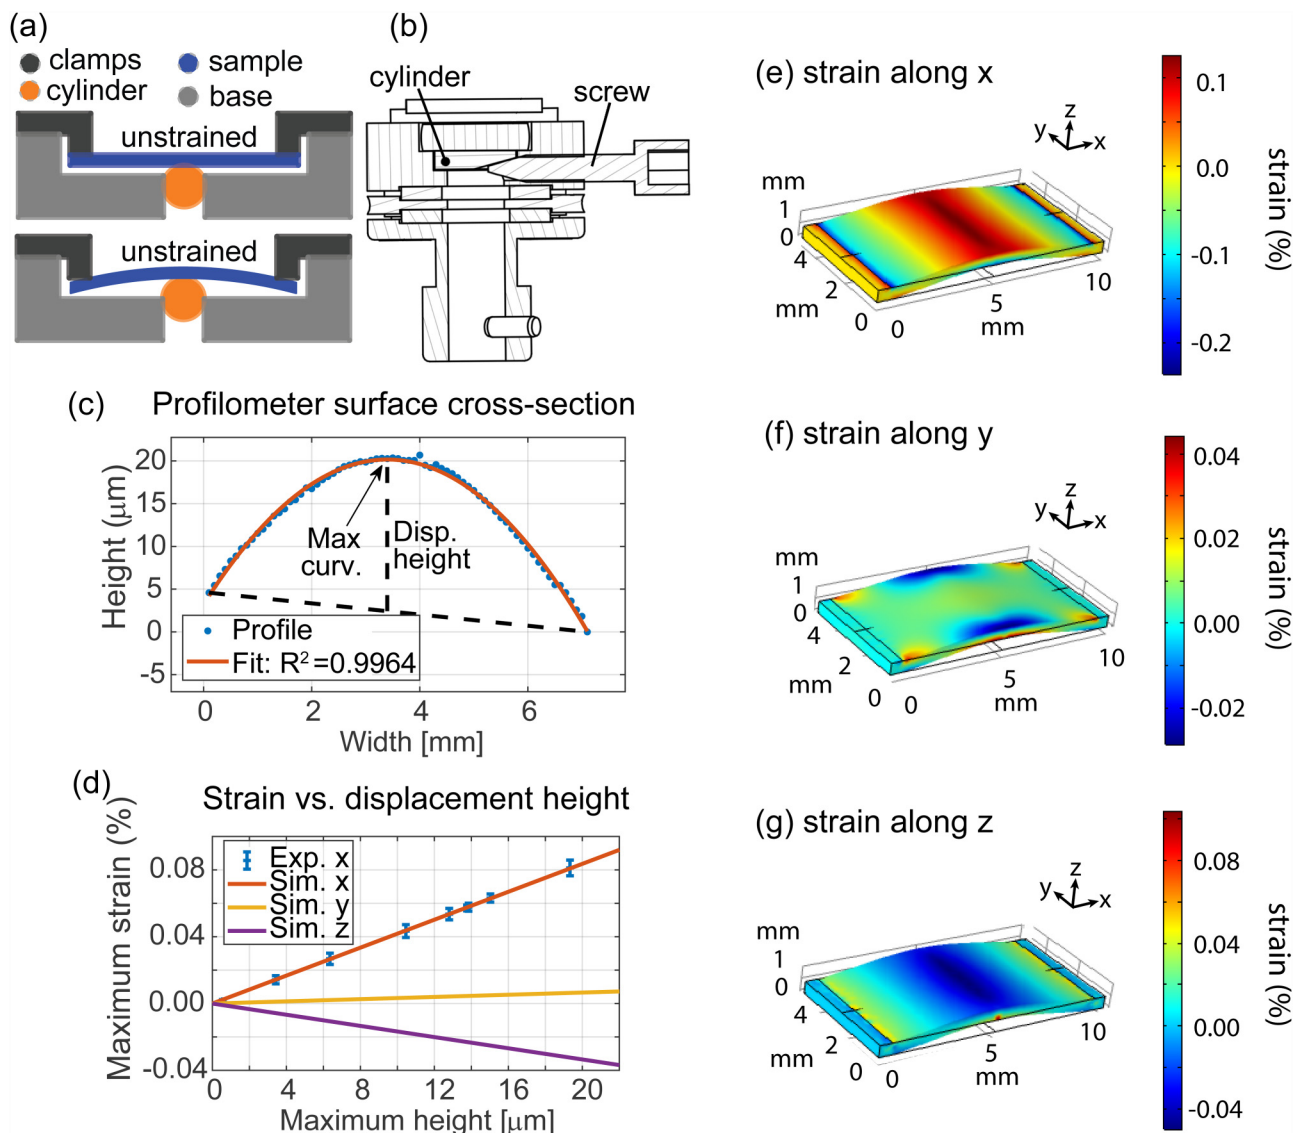 (a)
clamps
sample
cylinder
base
unstrained
unstrained
(b)
cylinder
screw
(c) Profilometer surface cross-section
Height (μm)
20
15
10
5
0
-5
Max
curv.
Disp.
height
Profile
Fit: R²=0.9964
0 2 4 6
Width [mm]
(d)
Strain vs. displacement height
Maximum strain (%)
0.08
0.04
0.00
-0.04
Exp. x
Sim. x
Sim. y
Sim. z
0 4 8 12 16 20
Maximum height [μm]
(e) strain along x
z
y x
mm
1
0
4
2
mm
0
0
5
mm
10
0.1
0.0
-0.1
-0.2
strain (%)
(f) strain along y
z
y x
mm
1
0
4
2
mm
0
0
5
mm
10
0.04
0.02
0.00
-0.02
strain (%)
(g) strain along z
z
y x
mm
1
0
4
2
mm
0
0
5
mm
10
0.08
0.04
0.00
-0.04
strain (%)